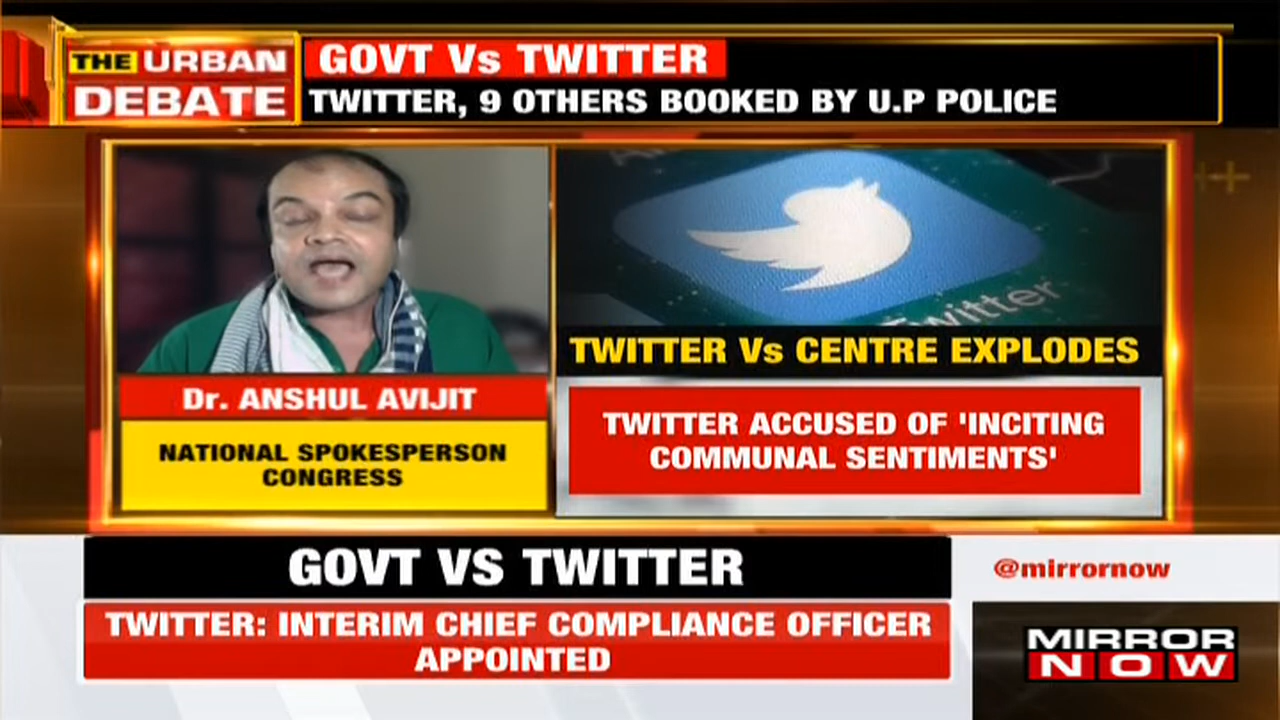 THE URBAN
DEBATE
GOVT Vs TWITTER
TWITTER, 9 OTHERS BOOKED BY U.P POLICE
Twitter
Dr. ANSHUL AVIJIT
NATIONAL SPOKESPERSON
CONGRESS
TWITTER Vs CENTRE EXPLODES
TWITTER ACCUSED OF 'INCITING
COMMUNAL SENTIMENTS'
GOVT VS TWITTER
TWITTER: INTERIM CHIEF COMPLIANCE OFFICER
APPOINTED
@mirrornow
MIRROR
NOW